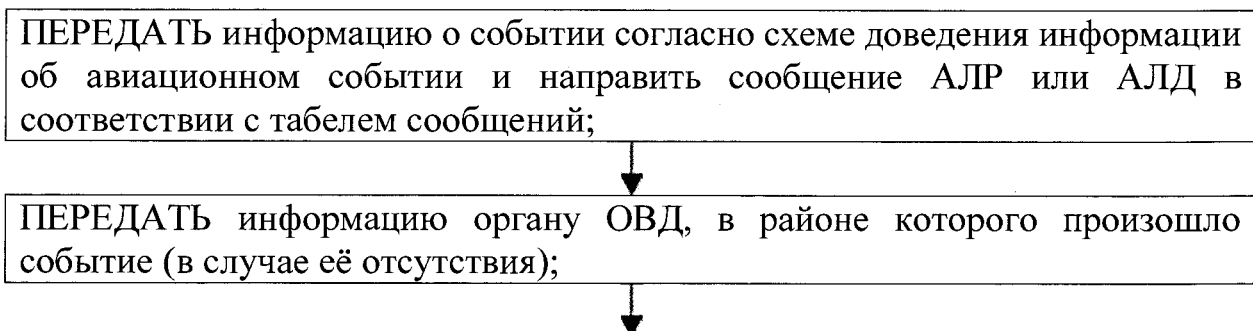 ПЕРЕДАТЬ информацию о событии согласно схеме доведения информации
об авиационном событии и направить сообщение АЛР или АЛД в
соответствии с табелем сообщений;
ПЕРЕДАТЬ информацию органу ОВД, в районе которого произошло
событие (в случае её отсутствия);